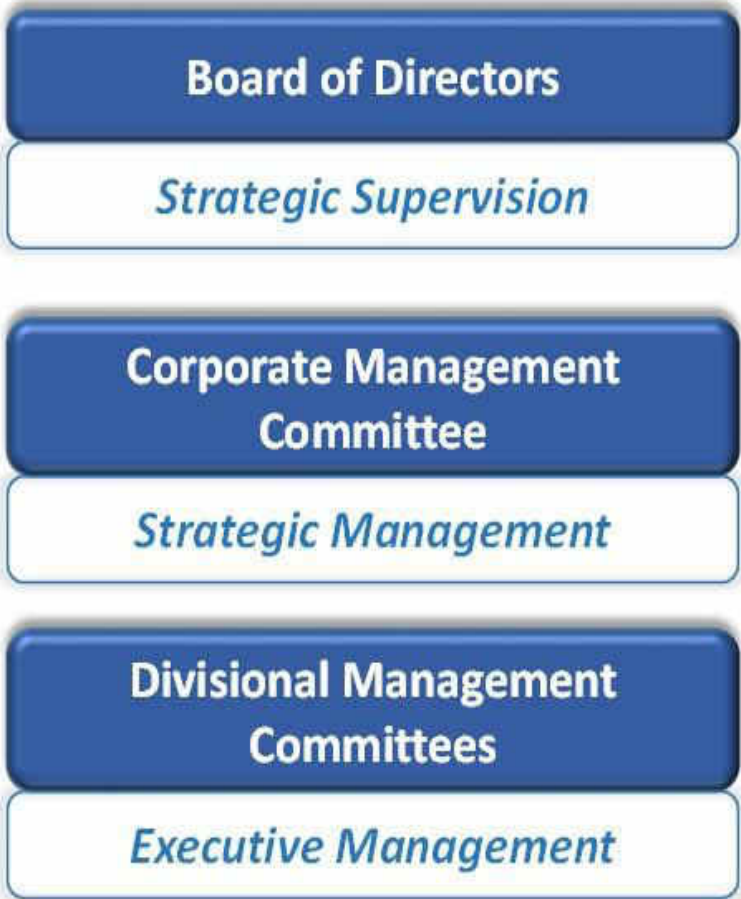 Board of Directors
Strategic Supervision
Corporate Management
Committee
Strategic Management
Divisional Management
Committees
Executive Management